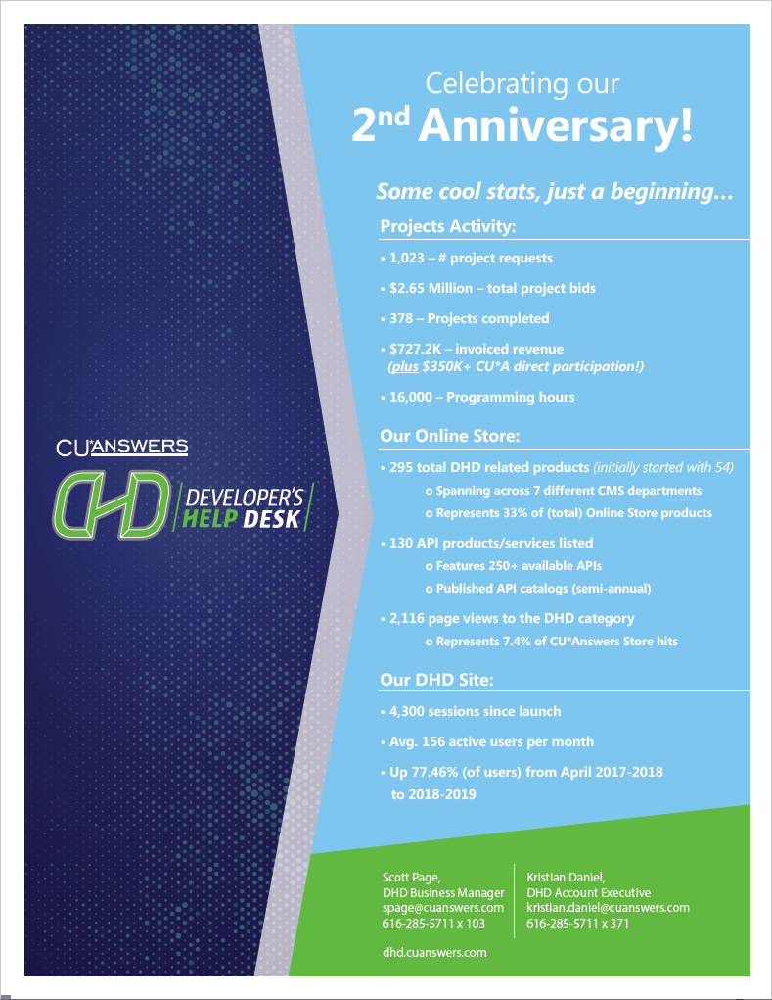 Celebrating our
2nd Anniversary!
Some cool stats, just a beginning...
Projects Activity:
• 1,023 – # project requests
• $2.65 Million – total project bids
• 378 – Projects completed
• $727.2K – invoiced revenue
(plus $350K+ CU*A direct participation!)
• 16,000 – Programming hours
Our Online Store:
• 295 total DHD related products (initially started with 54)
o Spanning across 7 different CMS departments
o Represents 33% of (total) Online Store products
• 130 API products/services listed
o Features 250+ available APIs
o Published API catalogs (semi-annual)
• 2,116 page views to the DHD category
o Represents 7.4% of CU*Answers Store hits
Our DHD Site:
• 4,300 sessions since launch
• Avg. 156 active users per month
• Up 77.46% (of users) from April 2017-2018
to 2018-2019
CU*ANSWERS
DHD
DEVELOPER'S
HELP DESK
Scott Page,
DHD Business Manager
spage@cuanswers.com
616-285-5711 x 103
dhd.cuanswers.com
Kristian Daniel,
DHD Account Executive
kristian.daniel@cuanswers.com
616-285-5711 x 371